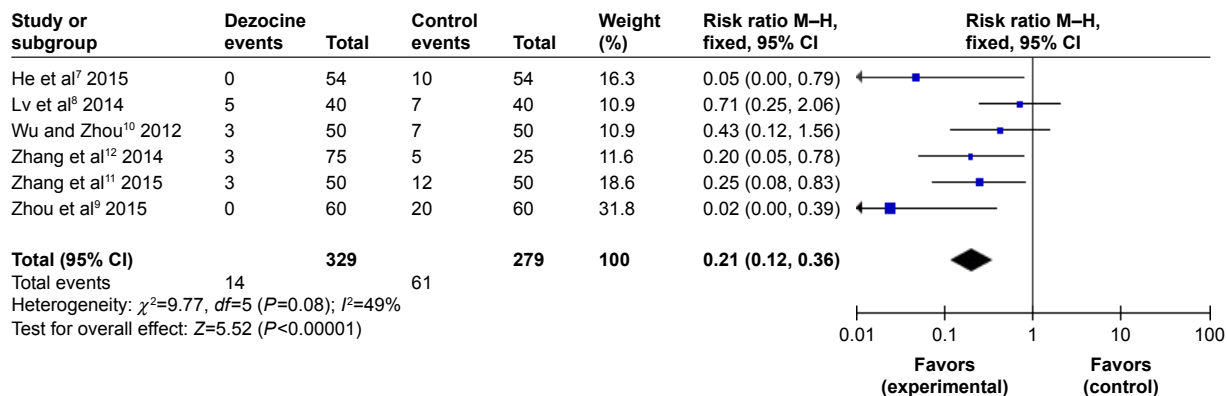 Study or subgroup Dezocine events Total Control events Total Weight (%) Risk ratio M–H, fixed, 95% CI Risk ratio M–H, fixed, 95% CI
He et al⁷ 2015 0 54 10 54 16.3 0.05 (0.00, 0.79)
Lv et al⁸ 2014 5 40 7 40 10.9 0.71 (0.25, 2.06)
Wu and Zhou¹⁰ 2012 3 50 7 50 10.9 0.43 (0.12, 1.56)
Zhang et al¹² 2014 3 75 5 25 11.6 0.20 (0.05, 0.78)
Zhang et al¹¹ 2015 3 50 12 50 18.6 0.25 (0.08, 0.83)
Zhou et al⁹ 2015 0 60 20 60 31.8 0.02 (0.00, 0.39)
Total (95% CI) 329 279 100 0.21 (0.12, 0.36)
Total events 14 61
Heterogeneity: χ²=9.77, df=5 (P=0.08); I²=49%
Test for overall effect: Z=5.52 (P<0.00001)
0.01 0.1 1 10 100
Favors (experimental) Favors (control)